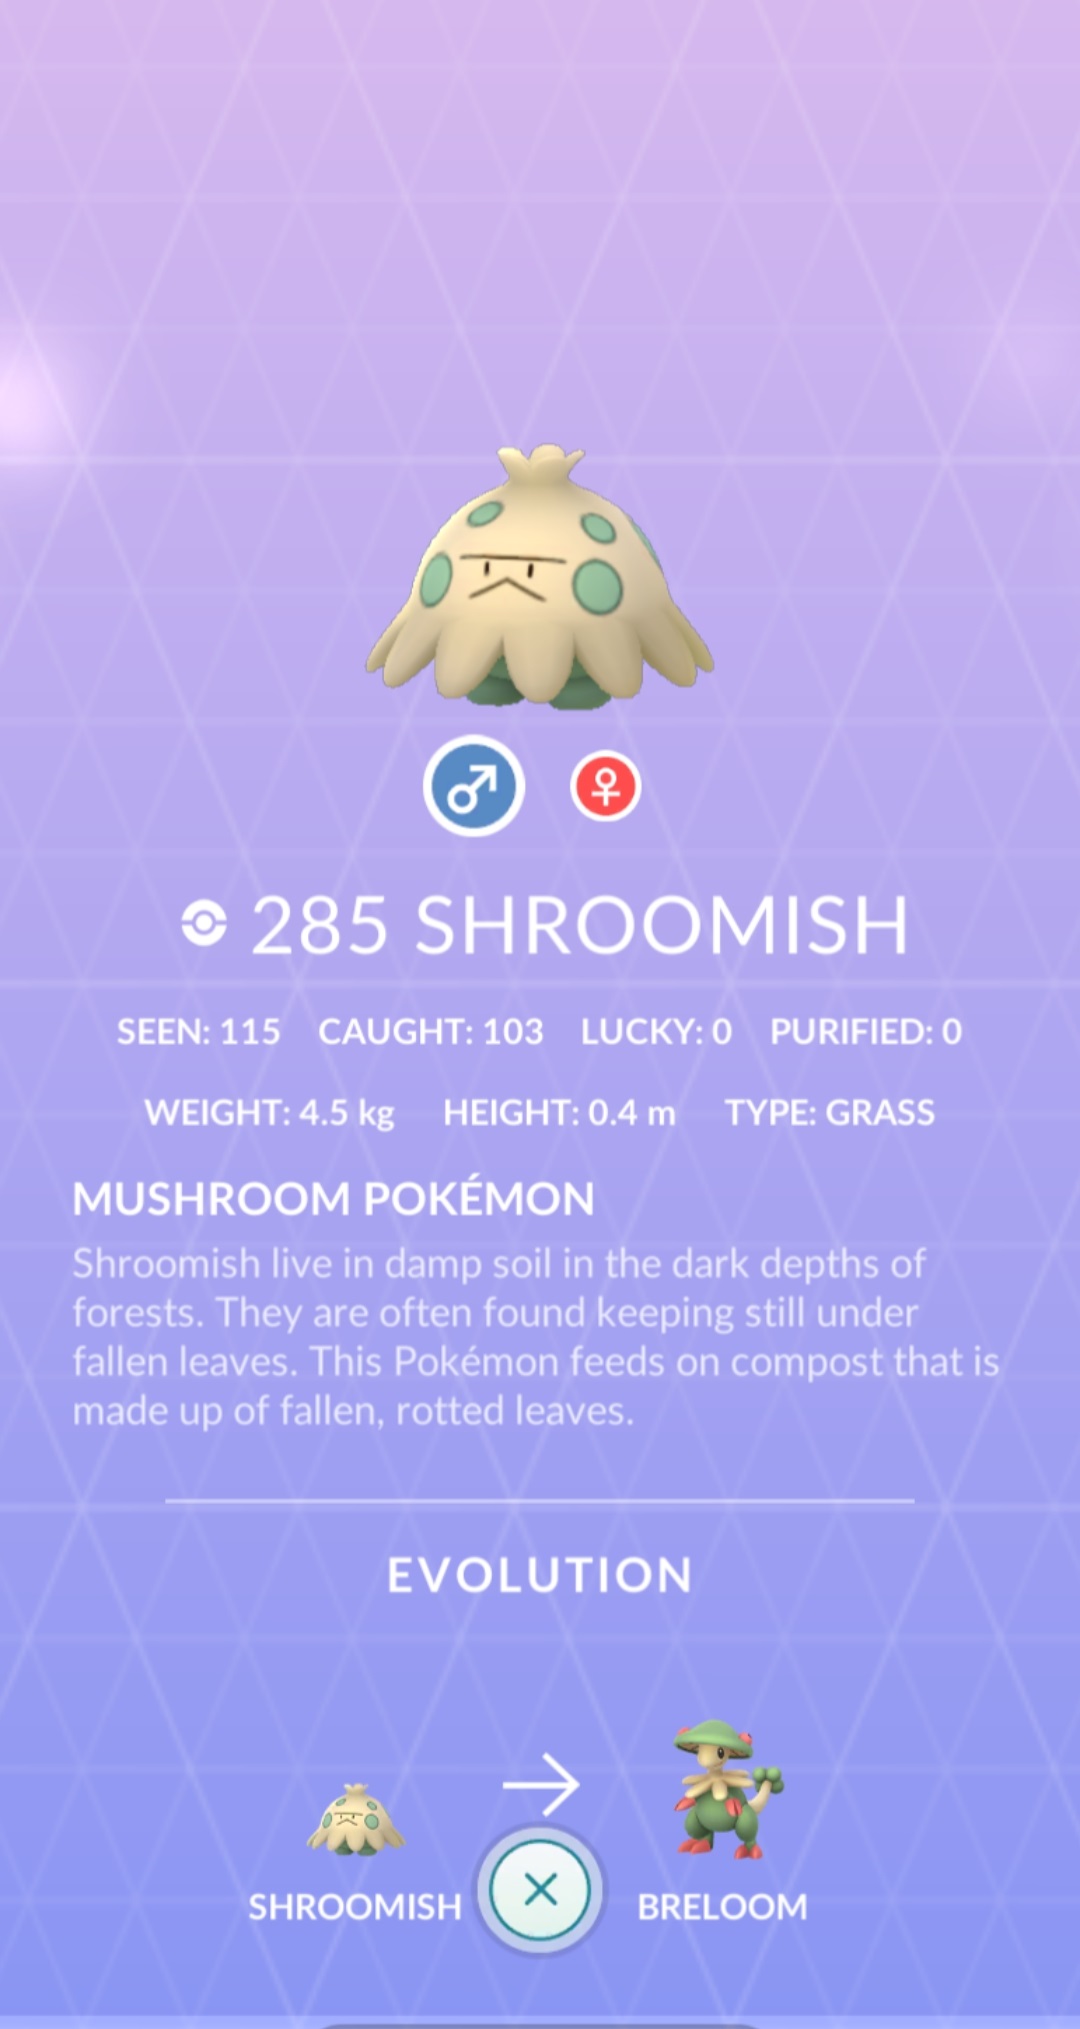 285 SHROOMISH
SEEN: 115 CAUGHT: 103 LUCKY: 0 PURIFIED: 0
WEIGHT: 4.5 kg HEIGHT: 0.4 m TYPE: GRASS
MUSHROOM POKÉMON
Shroomish live in damp soil in the dark depths of
forests. They are often found keeping still under
fallen leaves. This Pokémon feeds on compost that is
made up of fallen, rotted leaves.
EVOLUTION
SHROOMISH BRELOOM